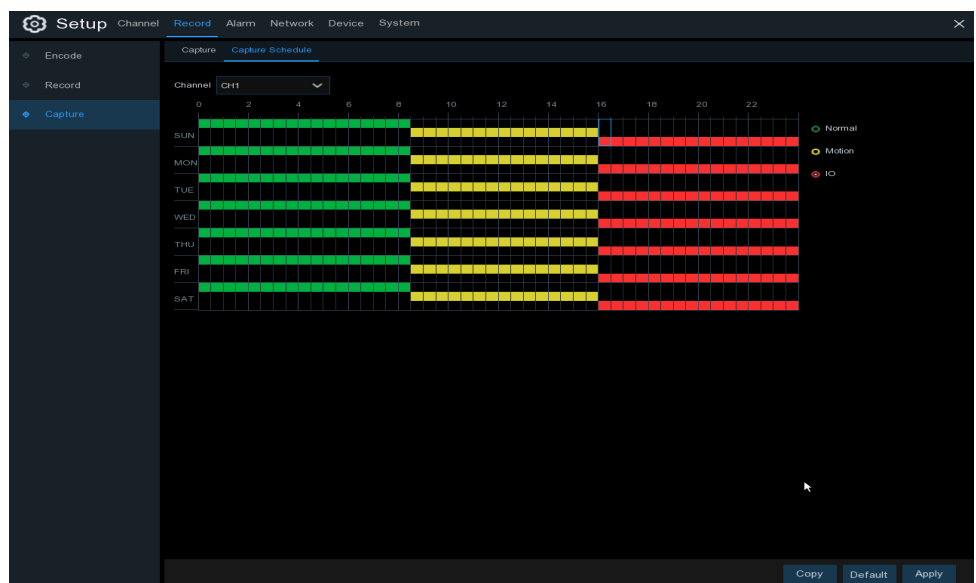 Setup Channel Record Alarm Network Device System
Encode
Record
Capture
Capture Capture Schedule
Channel CH1
0 2 4 6 8 10 12 14 16 18 20 22
SUN
MON
TUE
WED
THU
FRI
SAT
Normal
Motion
IO
Copy Default Apply